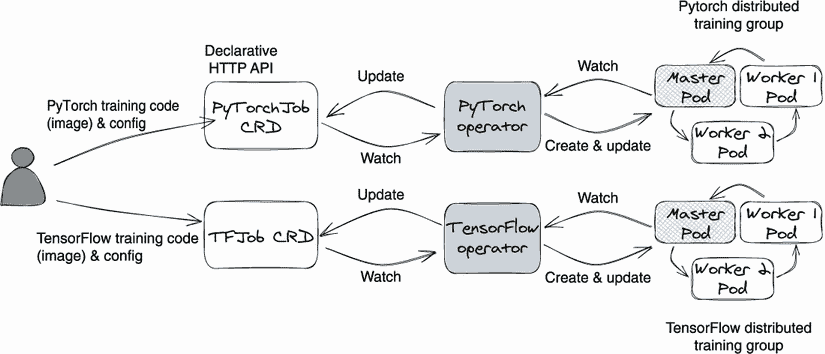 Pytorch distributed
training group
Declarative
HTTP API
PyTorch training code
(image) & config
PyTorchJob
CRD
Update
Watch
PyTorch
operator
Watch
Create & update
Master
Pod
Worker 1
Pod
Worker 2
Pod
TensorFlow training code
(image) & config
TFJob CRD
Update
Watch
TensorFlow
operator
Watch
Create & update
Master
Pod
Worker 1
Pod
Worker 2
Pod
TensorFlow distributed
training group